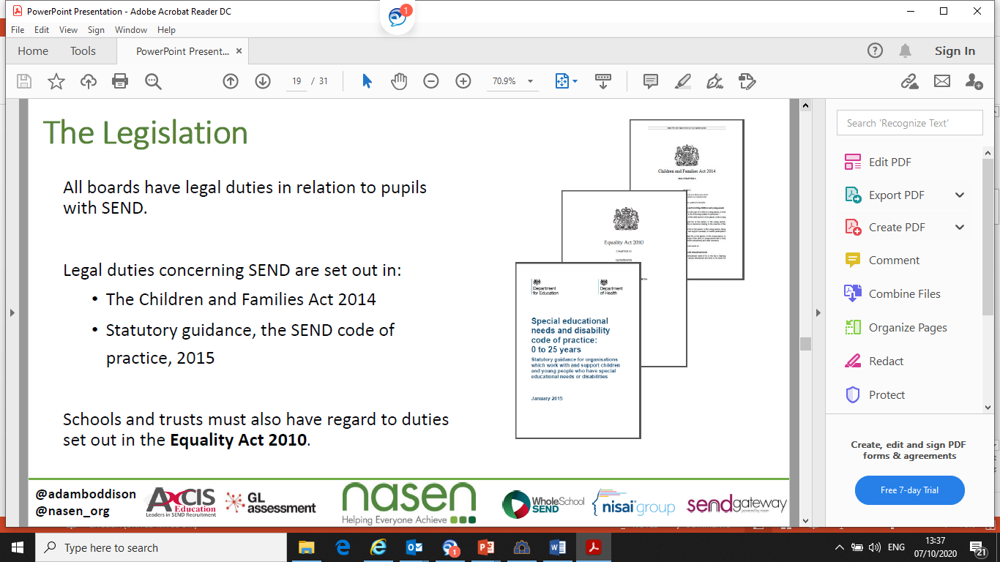 PowerPoint Presentation - Adobe Acrobat Reader DC
1
File Edit View Sign Window Help
Home Tools PowerPoint Present... ×
Sign In
19 / 31
70.9%
The Legislation
All boards have legal duties in relation to pupils
with SEND.
Legal duties concerning SEND are set out in:
• The Children and Families Act 2014
• Statutory guidance, the SEND code of
practice, 2015
Schools and trusts must also have regard to duties
set out in the Equality Act 2010.
Children and Families Act 2014
Equality Act 2010
CONTENTS
Department
for Education
Department
of Health
Special educational
needs and disability
code of practice:
0 to 25 years
Statutory guidance for organisations
which work with and support children
and young people who have special
educational needs or disabilities
January 2015
@adamboddison
@nasen_org
AXCIS
Education
Leaders in SEND Recruitment
GL
assessment
nasen
Helping Everyone Achieve
WholeSchool
SEND
nisai group
sendgateway
powered by nasen
Search 'Recognize Text'
Edit PDF
Export PDF
Create PDF
Comment
Combine Files
Organize Pages
Redact
Protect
Create, edit and sign PDF
forms & agreements
Free 7-day Trial
Type here to search
1
ENG
13:37
07/10/2020
21